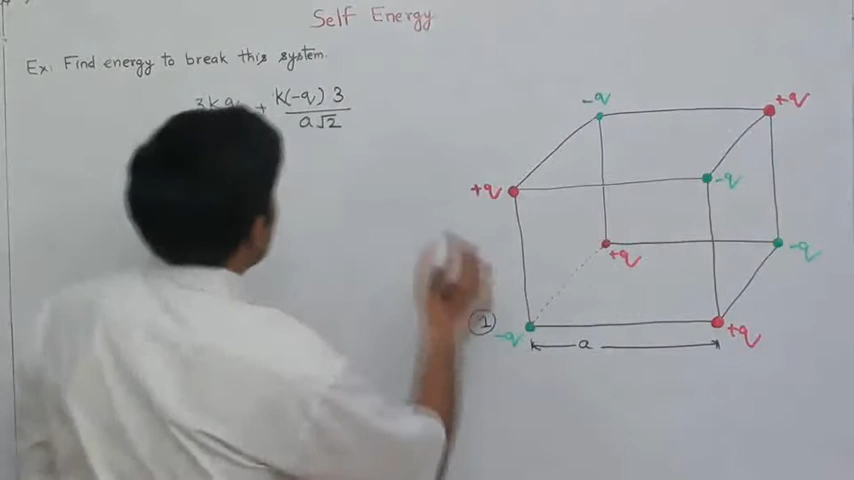 Self Energy
Ex. Find energy to break this system.
3kq + k(-q) 3
a√2
-q
+q
+q
-q
+q
-q
1
-q
+q
a